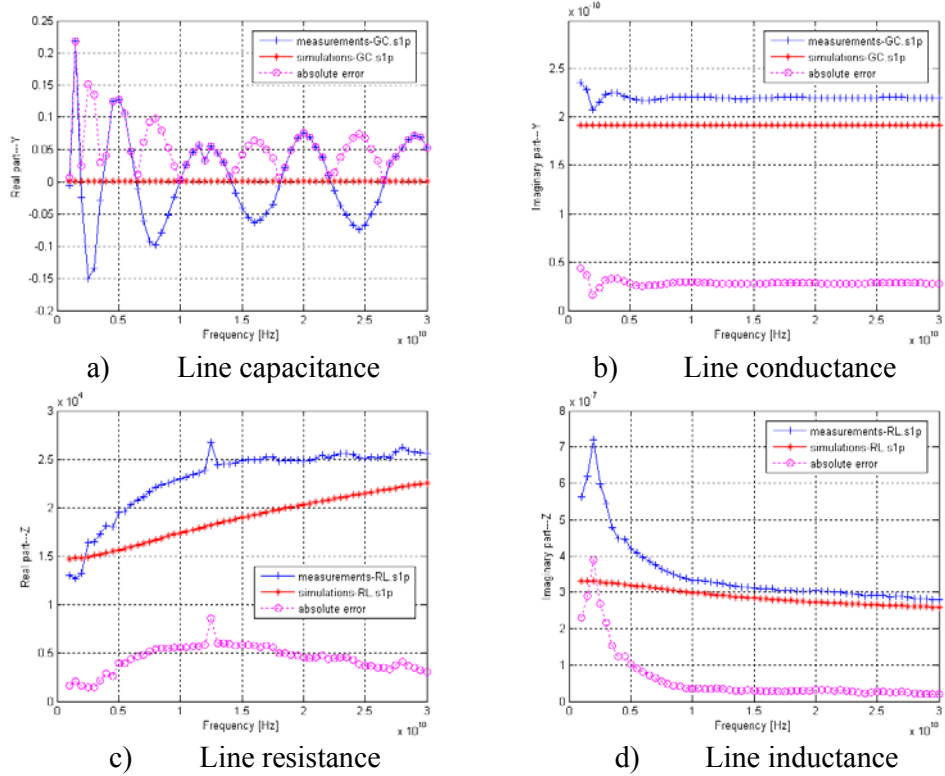 0.25
0.2
0.15
0.1
0.05
0
-0.05
-0.1
-0.15
-0.2
Real part---Y
measurements-GC.s1p
simulations-GC.s1p
absolute error
0 0.5 1 1.5 2 2.5 3
Frequency [Hz]
x 10^10
a) Line capacitance
x 10^-10
3
2.5
2
1.5
1
0.5
0
Imaginary part---Y
measurements-GC.s1p
simulations-GC.s1p
absolute error
0 0.5 1 1.5 2 2.5 3
Frequency [Hz]
x 10^10
b) Line conductance
x 10^4
3
2.5
2
1.5
1
0.5
0
Real part---Z
measurements-RL.s1p
simulations-RL.s1p
absolute error
0 0.5 1 1.5 2 2.5 3
Frequency [Hz]
x 10^10
c) Line resistance
x 10^-7
8
7
6
5
4
3
2
1
0
Imaginary part---Z
measurements-RL.s1p
simulations-RL.s1p
absolute error
0 0.5 1 1.5 2 2.5 3
Frequency [Hz]
x 10^10
d) Line inductance